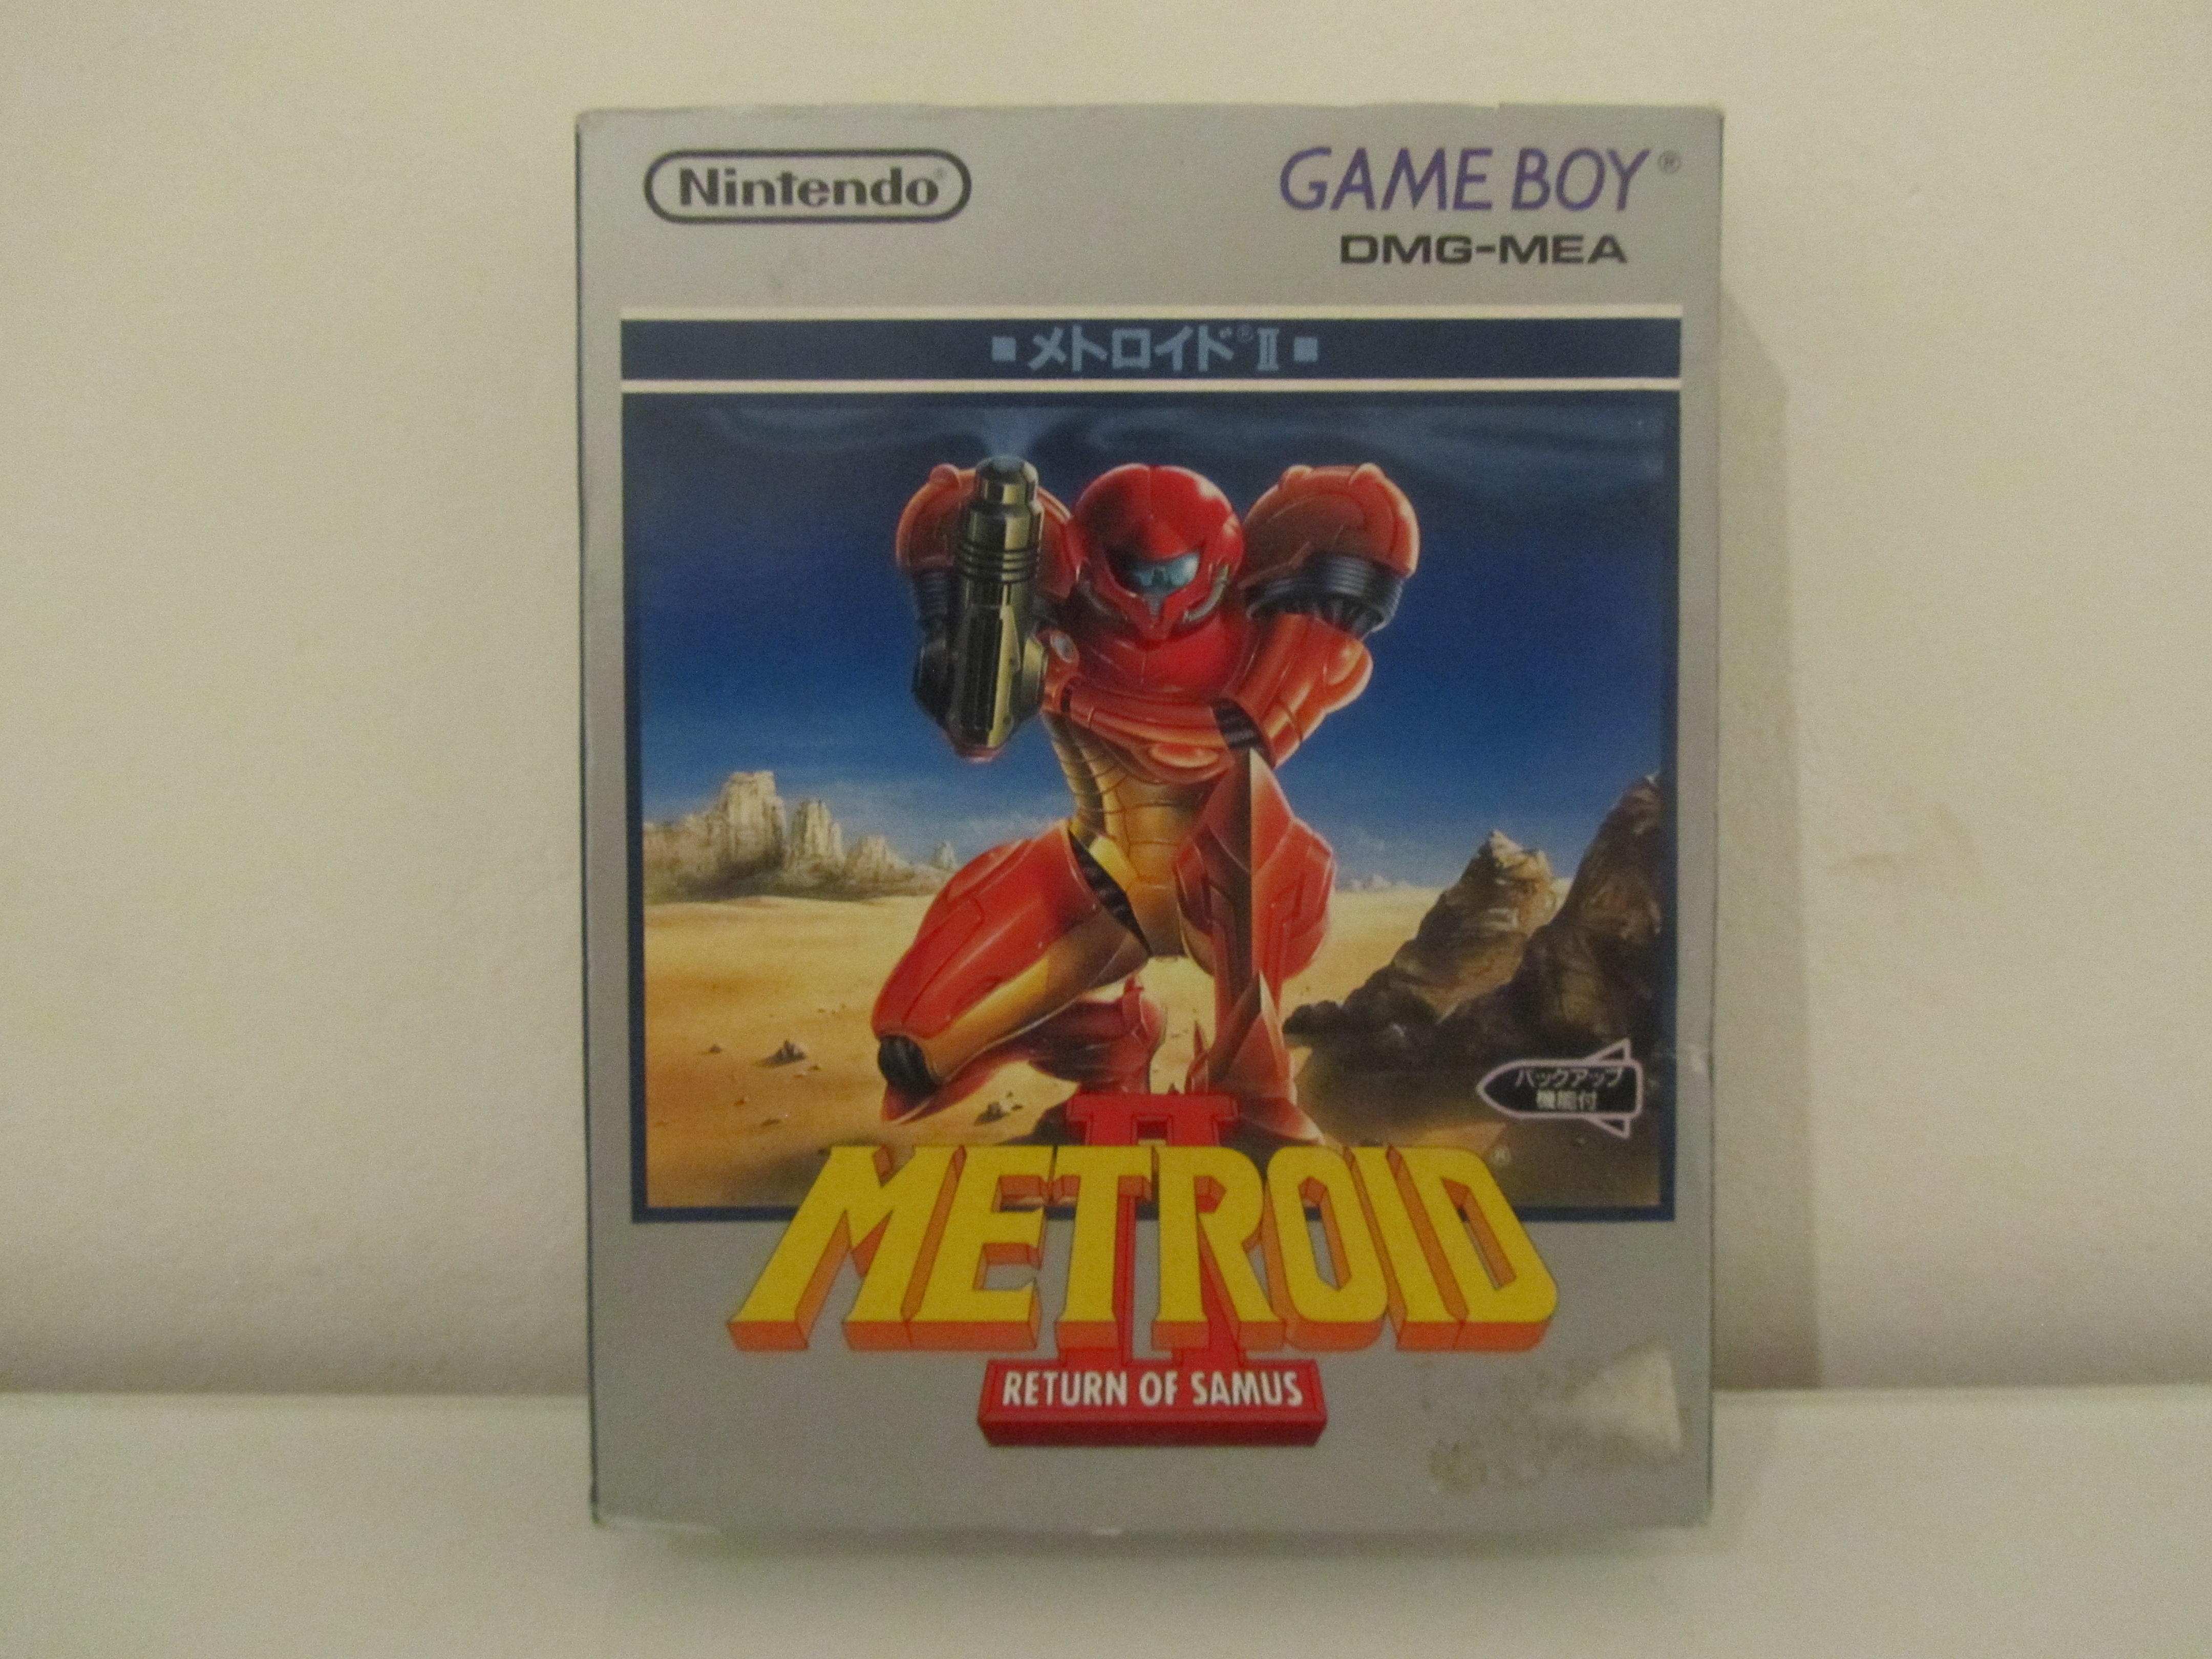 Nintendo®
GAME BOY®
DMG-MEA
■メトロイド®II■
バックアップ
機能付
II
METROID®
RETURN OF SAMUS